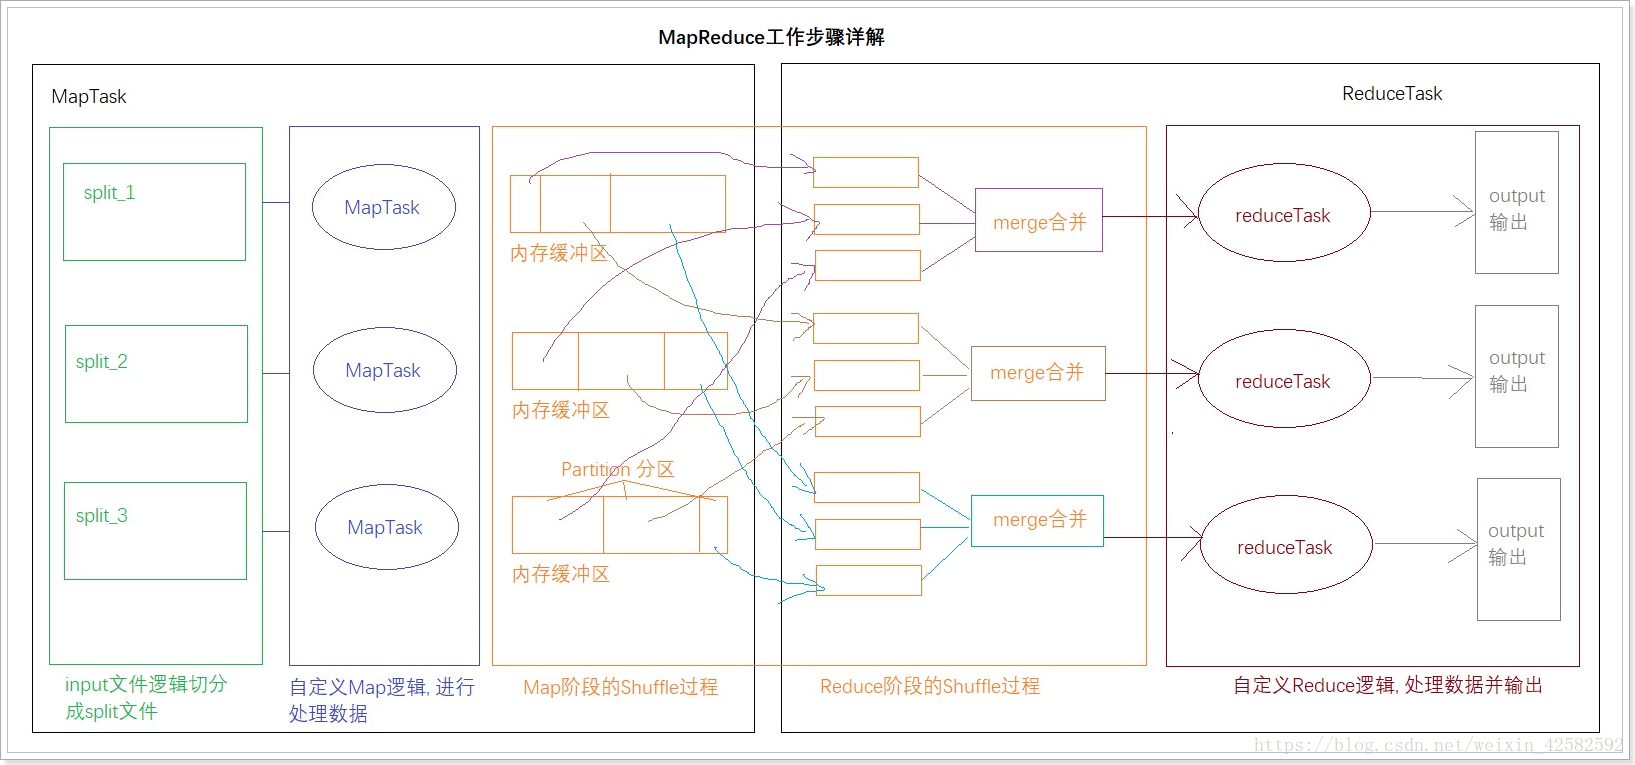 MapReduce工作步骤详解
MapTask
ReduceTask
split_1
MapTask
内存缓冲区
merge合并
reduceTask
output
输出
split_2
MapTask
内存缓冲区
merge合并
reduceTask
output
输出
Partition 分区
split_3
MapTask
内存缓冲区
merge合并
reduceTask
output
输出
input文件逻辑切分
成split文件
自定义Map逻辑, 进行
处理数据
Map阶段的Shuffle过程
Reduce阶段的Shuffle过程
自定义Reduce逻辑, 处理数据并输出
https://blog.csdn.net/weixin_42582592